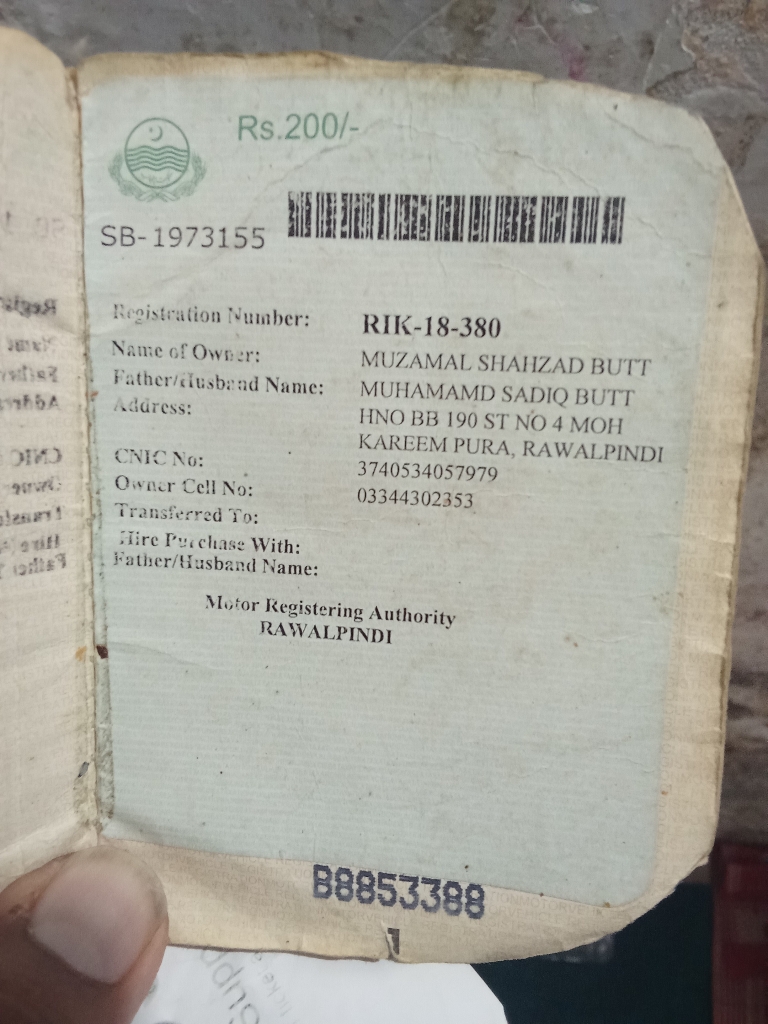 Rs.200/-
SB-1973155
Registration Number: RIK-18-380
Name of Owner: MUZAMAL SHAHZAD BUTT
Father/Husband Name: MUHAMAMD SADIQ BUTT
Address: HNO BB 190 ST NO 4 MOH
KAREEM PURA, RAWALPINDI
CNIC No: 3740534057979
Owner Cell No: 03344302353
Transferred To:
Hire Purchase With:
Father/Husband Name:
Motor Registering Authority
RAWALPINDI
B8853388
1